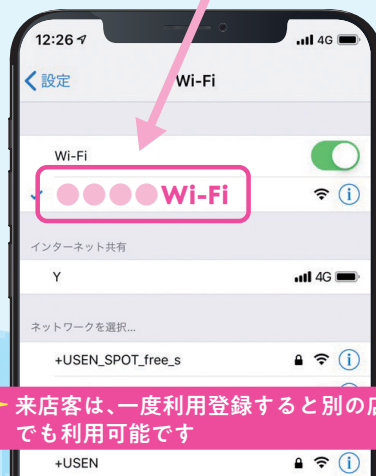 12:26 4G
設定 Wi-Fi
Wi-Fi
●●●●Wi-Fi
インターネット共有
Y 4G
ネットワークを選択...
+USEN_SPOT_free_s
来店客は、一度利用登録すると別の店
でも利用可能です
+USEN